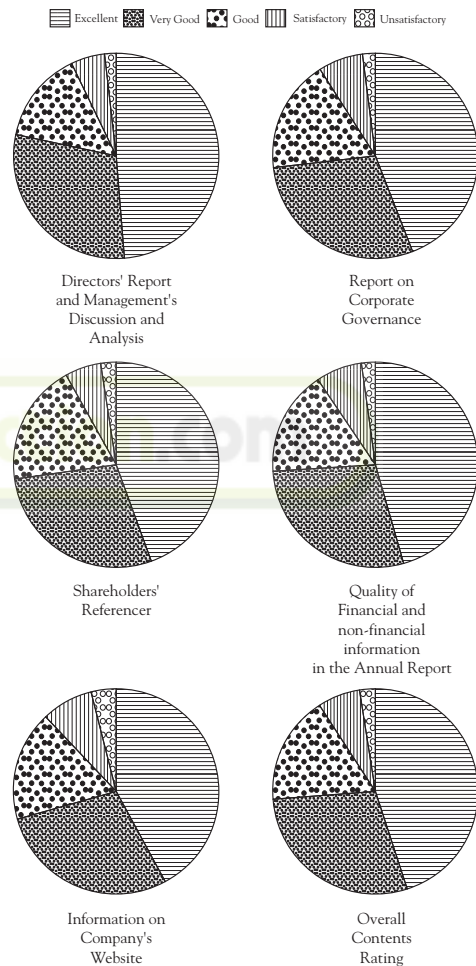 Excellent Very Good Good Satisfactory Unsatisfactory
Directors' Report
and Management's
Discussion and
Analysis
Report on
Corporate
Governance
.com
Shareholders'
Referencer
Quality of
Financial and
non-financial
information
in the Annual Report
Information on
Company's
Website
Overall
Contents
Rating